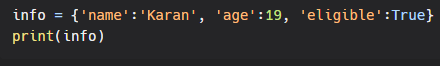 info = {'name':'Karan', 'age':19, 'eligible':True}
print(info)